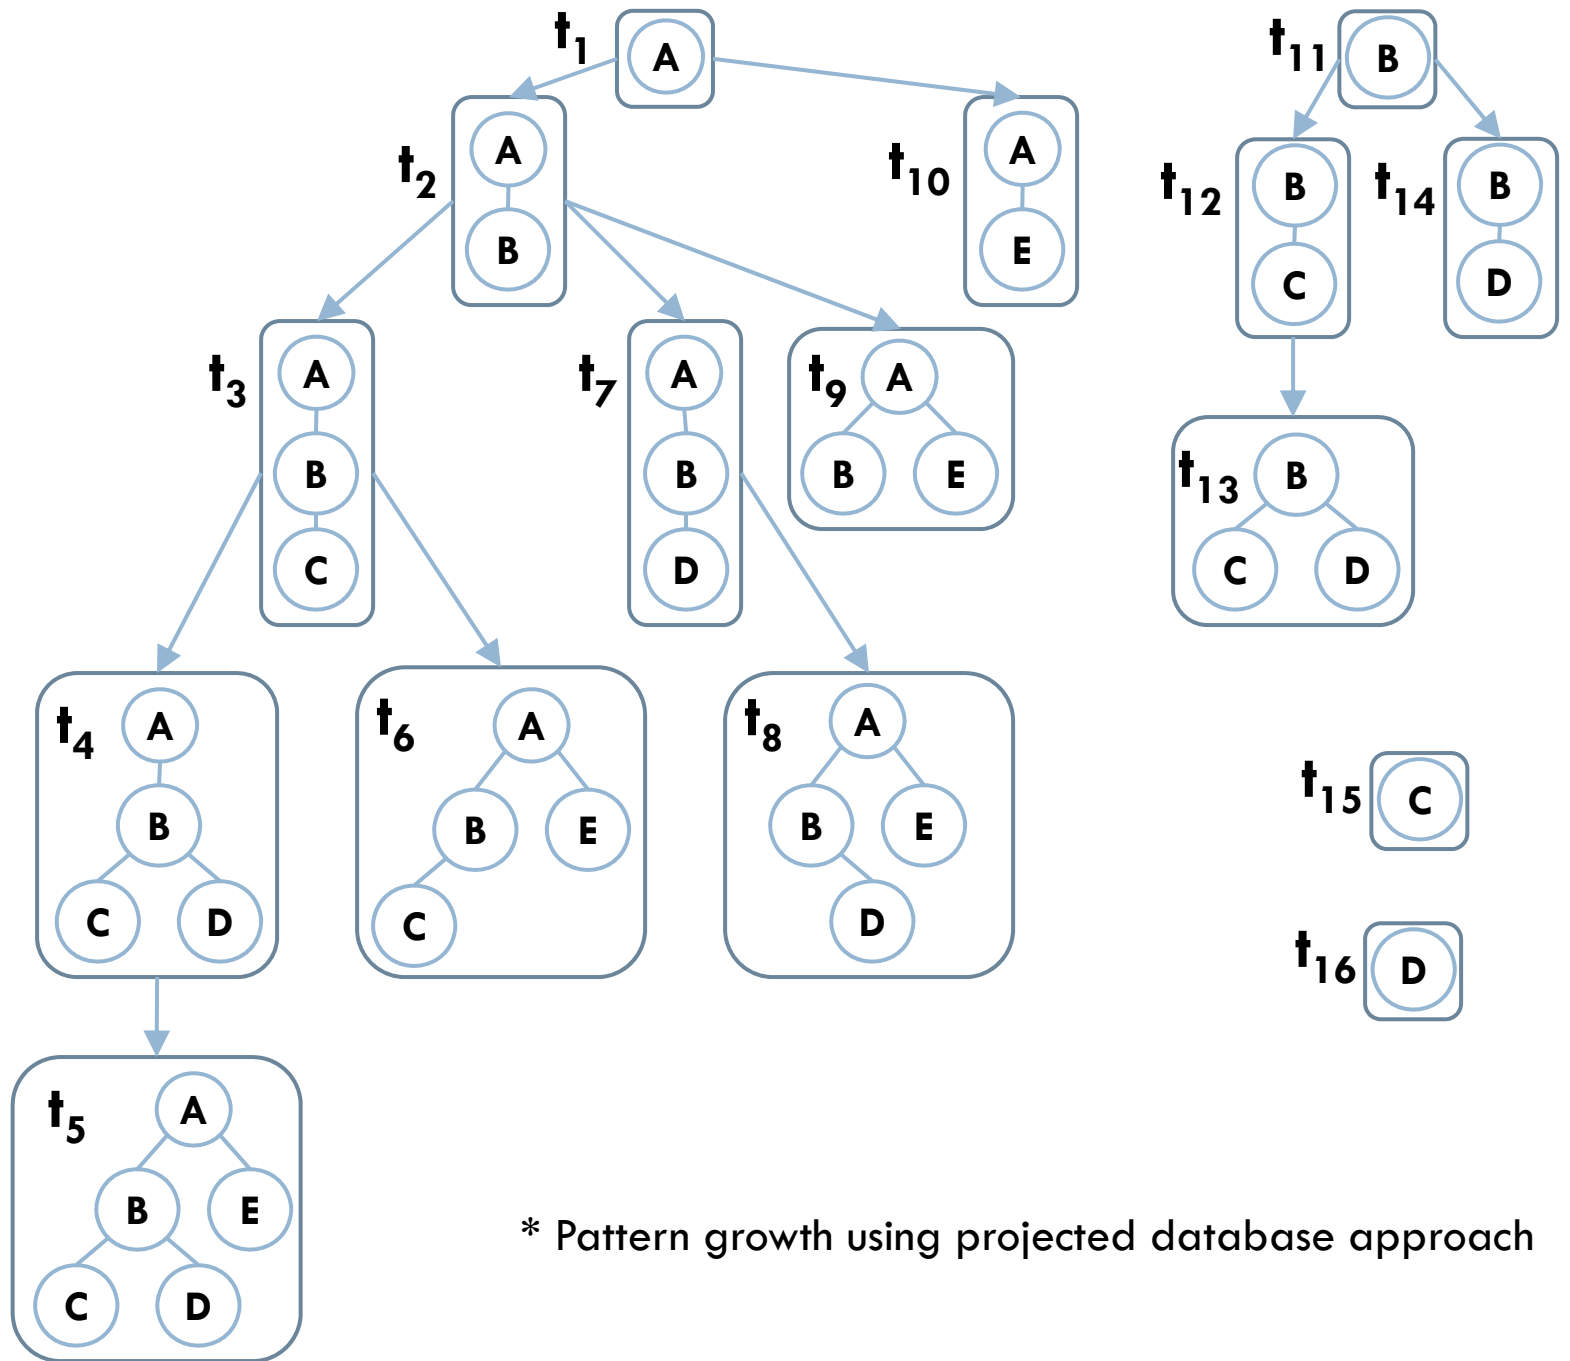 t1 A
t11 B
t2 A
B
t10 A
E
t12 B
C
t14 B
D
t3 A
B
C
t7 A
B
D
t9 A
B E
t13 B
C D
t4 A
B
C D
t6 A
B E
C
t8 A
B E
D
t15 C
t16 D
t5 A
B E
C D
* Pattern growth using projected database approach